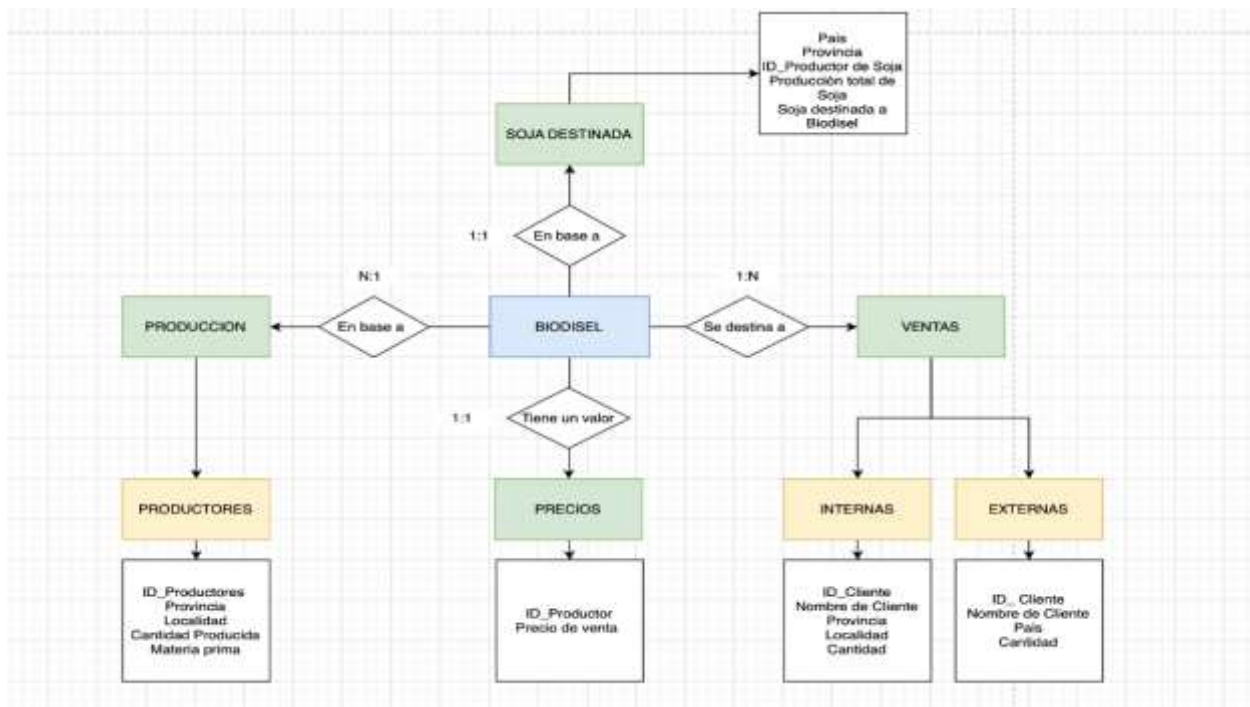 País
Provincia
ID_Productor de Soja
Producción total de
Soja
Soja destinada a
Biodisel
SOJA DESTINADA
1:1
En base a
N:1
1:N
PRODUCCION
En base a
BIODISEL
Se destina a
VENTAS
1:1
Tiene un valor
PRODUCTORES
PRECIOS
INTERNAS
EXTERNAS
ID_Productores
Provincia
Localidad
Cantidad Producida
Materia prima
ID_Productor
Precio de venta
ID_Cliente
Nombre de Cliente
Provincia
Localidad
Cantidad
ID_ Cliente
Nombre de Cliente
País
Cantidad